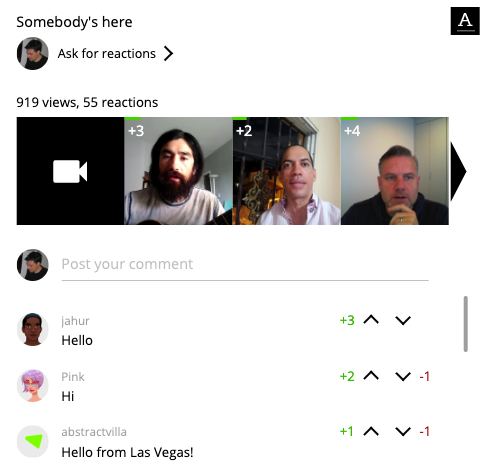 Somebody's here
A
Ask for reactions
919 views, 55 reactions
+3
+2
+4
Post your comment
jahur
+3
Hello
Pink
+2 -1
Hi
abstractvilla
+1 -1
Hello from Las Vegas!